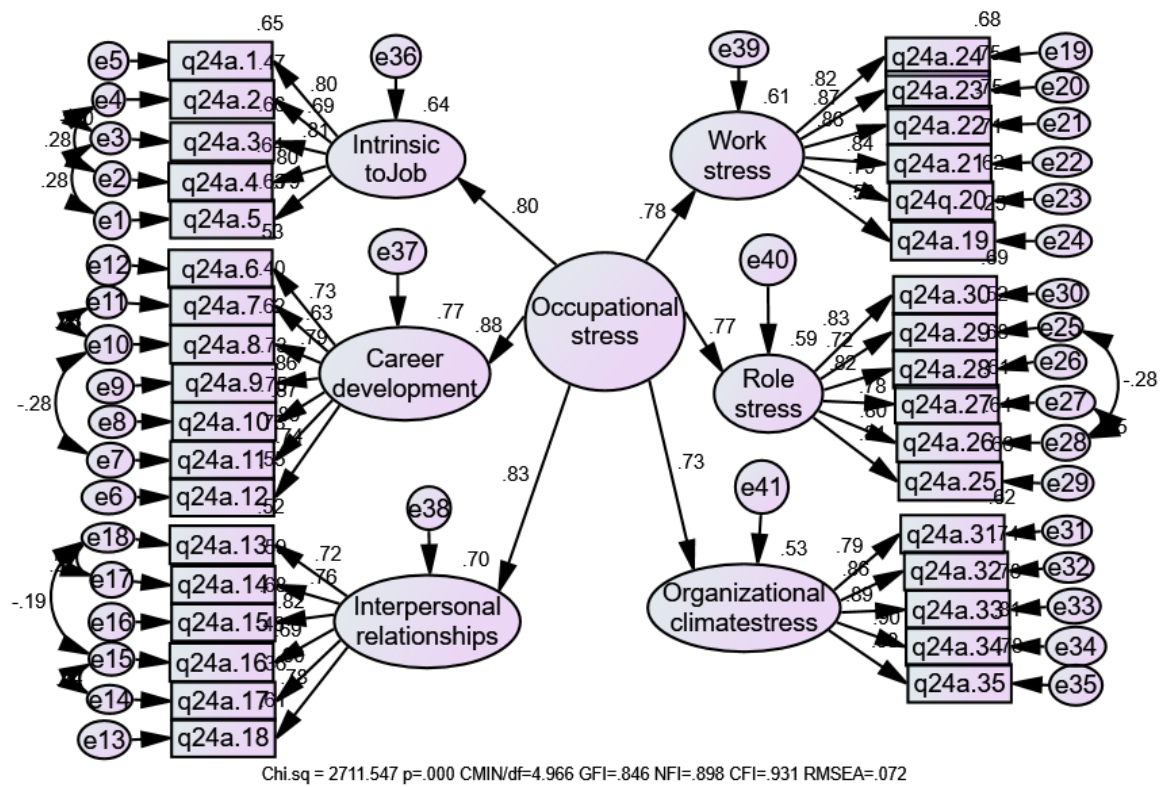 .65
e5
q24a.1
e4
q24a.2
e3
q24a.3
e2
q24a.4
e1
q24a.5
.28
.28
.80
.69
.81
.80
e36
.64
Intrinsic
toJob
.80
.53
e12
q24a.6
.40
e11
q24a.7
e10
q24a.8
e9
q24a.9
e8
q24a.10
e7
q24a.11
e6
q24a.12
-.28
.73
.63
.79
.86
e37
.77
Career
development
.88
.52
e18
q24a.13
e17
q24a.14
e16
q24a.15
e15
q24a.16
e14
q24a.17
e13
q24a.18
-.19
.72
.76
.82
.69
.78
e38
.70
Interpersonal
relationships
.83
Occupational
stress
.68
e39
.61
Work
stress
.78
.82
.87
.86
.84
q24a.24
e19
q24a.23
e20
q24a.22
e21
q24a.21
e22
q24q.20
e23
q24a.19
e24
.69
e40
.59
Role
stress
.77
.83
.72
.82
.78
.80
q24a.30
e30
q24a.29
e25
q24a.28
e26
q24a.27
e27
q24a.26
e28
q24a.25
e29
-.28
.62
e41
.53
Organizational
climatestress
.73
.79
.86
.89
.90
q24a.31
e31
q24a.32
e32
q24a.33
e33
q24a.34
e34
q24a.35
e35
Chi.sq = 2711.547 p=.000 CMIN/df=4.966 GFI=.846 NFI=.898 CFI=.931 RMSEA=.072